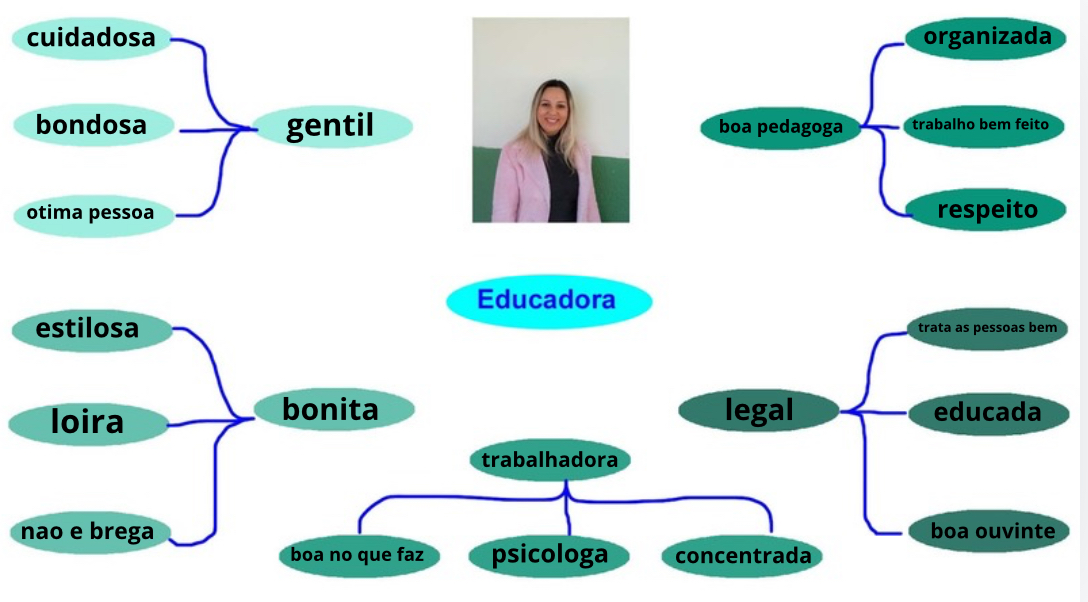 cuidadosa
bondosa
otima pessoa
gentil
organizada
trabalho bem feito
respeito
boa pedagoga
Educadora
estilosa
loira
nao e brega
bonita
trata as pessoas bem
educada
boa ouvinte
legal
trabalhadora
boa no que faz
psicologa
concentrada